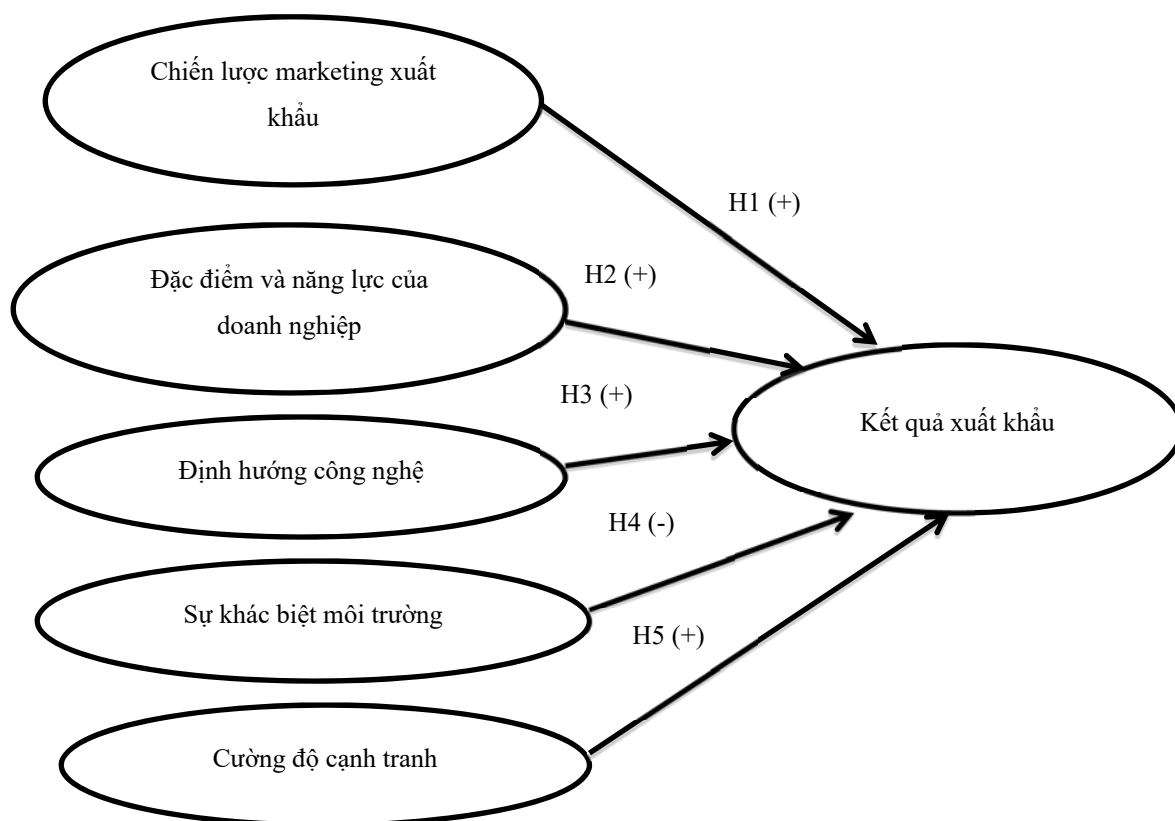 Chiến lược marketing xuất
khẩu
H1 (+)
Đặc điểm và năng lực của
doanh nghiệp
H2 (+)
H3 (+)
Kết quả xuất khẩu
Định hướng công nghệ
H4 (-)
Sự khác biệt môi trường
H5 (+)
Cường độ cạnh tranh